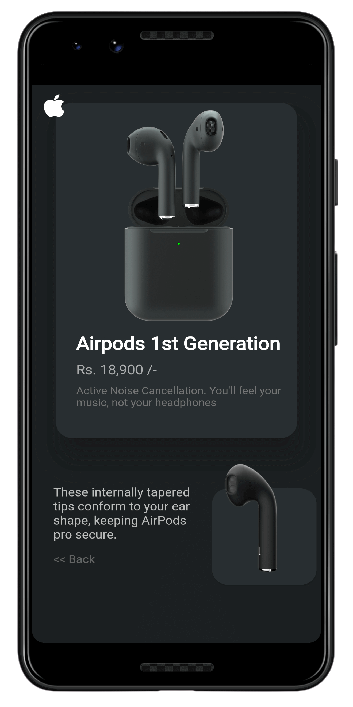 Airpods 1st Generation
Rs. 18,900 /-
Active Noise Cancellation. You'll feel your
music, not your headphones
These internally tapered
tips conform to your ear
shape, keeping AirPods
pro secure.
<< Back